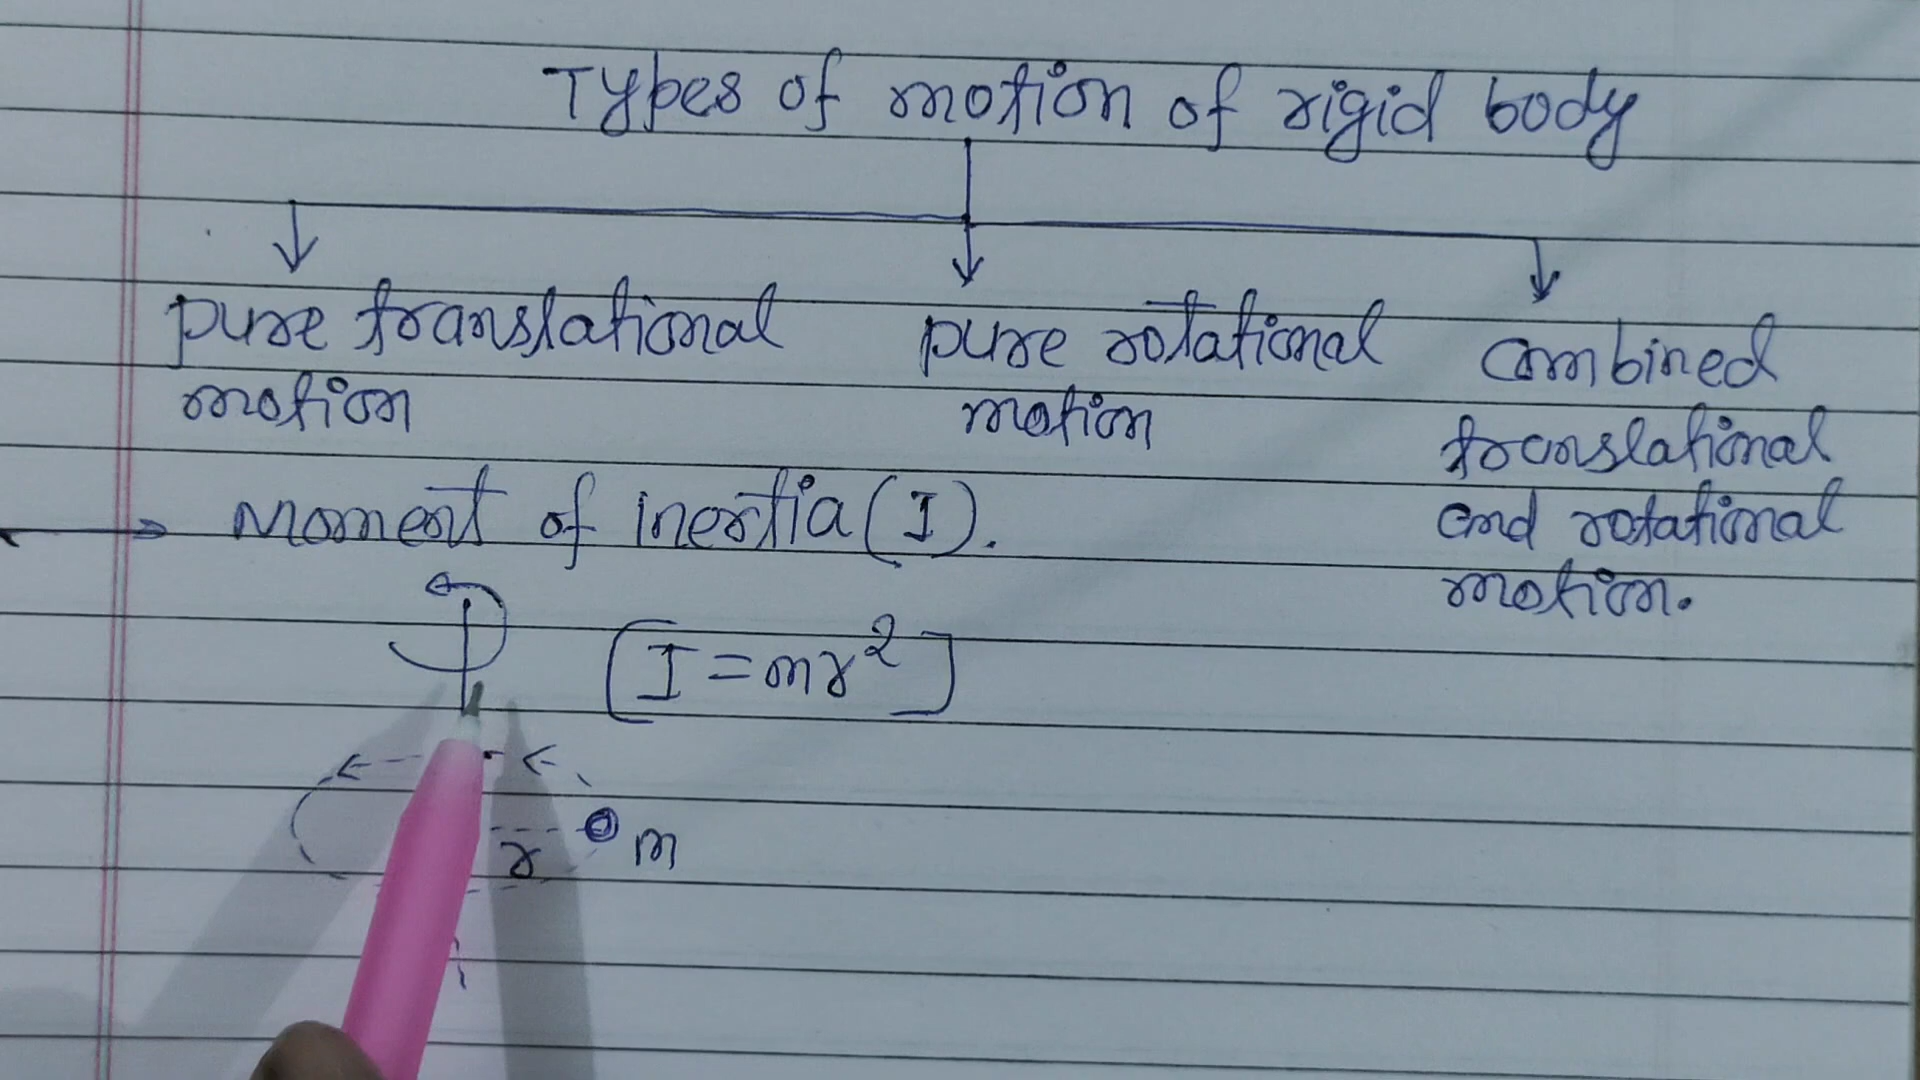 Types of motion of rigid body
pure translational
motion
pure rotational
motion
combined
translational
and rotational
motion.
Moment of inertia (I).
[I = mr²]
r
m